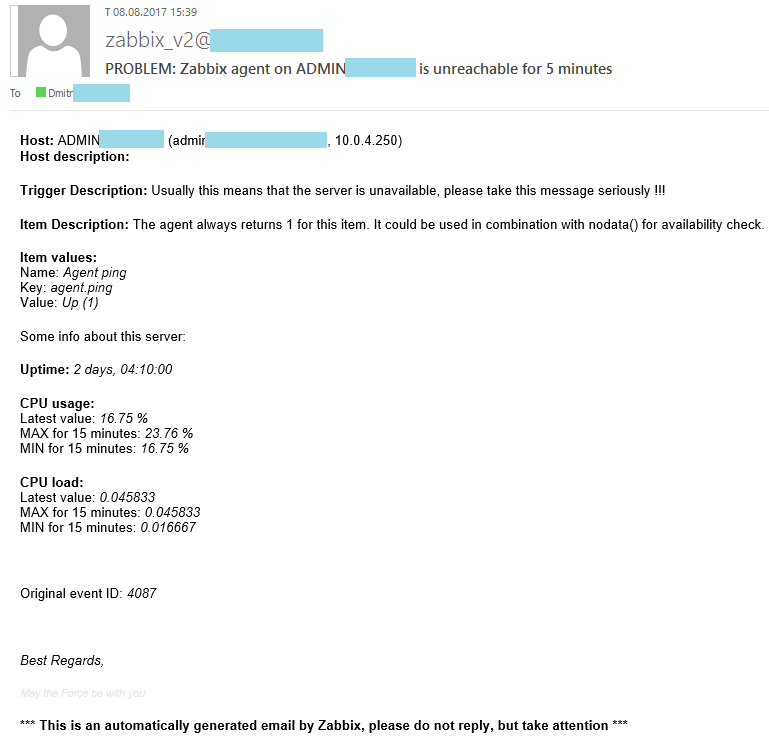 T 08.08.2017 15:39
zabbix_v2@
PROBLEM: Zabbix agent on ADMIN is unreachable for 5 minutes
To Dmitr
Host: ADMIN (admir , 10.0.4.250)
Host description:
Trigger Description: Usually this means that the server is unavailable, please take this message seriously !!!
Item Description: The agent always returns 1 for this item. It could be used in combination with nodata() for availability check.
Item values:
Name: Agent ping
Key: agent.ping
Value: Up (1)
Some info about this server:
Uptime: 2 days, 04:10:00
CPU usage:
Latest value: 16.75 %
MAX for 15 minutes: 23.76 %
MIN for 15 minutes: 16.75 %
CPU load:
Latest value: 0.045833
MAX for 15 minutes: 0.045833
MIN for 15 minutes: 0.016667
Original event ID: 4087
Best Regards,
May the Force be with you
*** This is an automatically generated email by Zabbix, please do not reply, but take attention ***